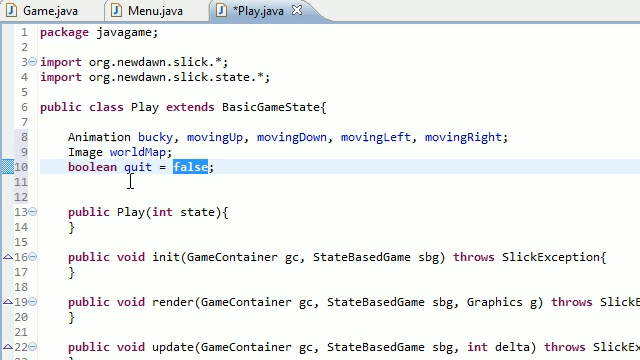 Game.java Menu.java *Play.java
1 package javagame;
2
3 import org.newdawn.slick.*;
4 import org.newdawn.slick.state.*;
5
6 public class Play extends BasicGameState{
7
8 Animation bucky, movingUp, movingDown, movingLeft, movingRight;
9 Image worldMap;
10 boolean quit = false;
11
12
13 public Play(int state){
14 }
15
16 public void init(GameContainer gc, StateBasedGame sbg) throws SlickException{
17 }
18
19 public void render(GameContainer gc, StateBasedGame sbg, Graphics g) throws SlickE
20 }
21
22 public void update(GameContainer gc, StateBasedGame sbg, int delta) throws SlickEx